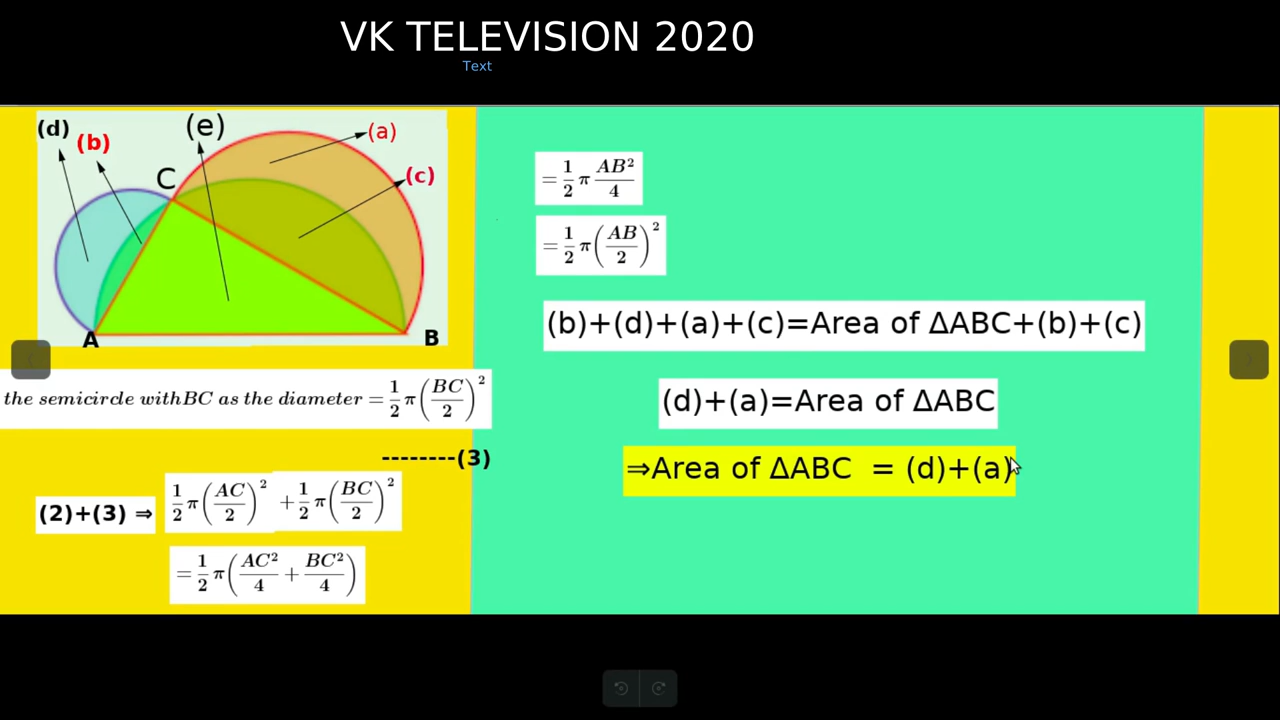 VK TELEVISION 2020
Text
(d)
(b)
(e)
(a)
(c)
C
A
B
the semicircle withBC as the diameter = 1/2 π (BC/2)²
--------(3)
(2)+(3) ⇒ 1/2 π (AC/2)² + 1/2 π (BC/2)²
= 1/2 π (AC²/4 + BC²/4)
= 1/2 π AB²/4
= 1/2 π (AB/2)²
(b)+(d)+(a)+(c)=Area of ΔABC+(b)+(c)
(d)+(a)=Area of ΔABC
⇒Area of ΔABC = (d)+(a)